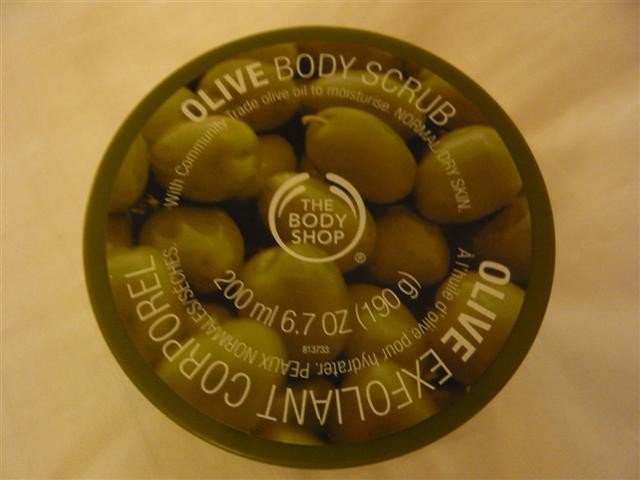 OLIVE BODY SCRUB
With Community Trade olive oil to moisturise. NORMAL/DRY SKIN.
THE
BODY
SHOP
®
200 ml 6.7 OZ (190 g)
813733
OLIVE EXFOLIANT CORPOREL
A l'huile d'olive pour hydrater. PEAUX NORMALES/SÈCHES.